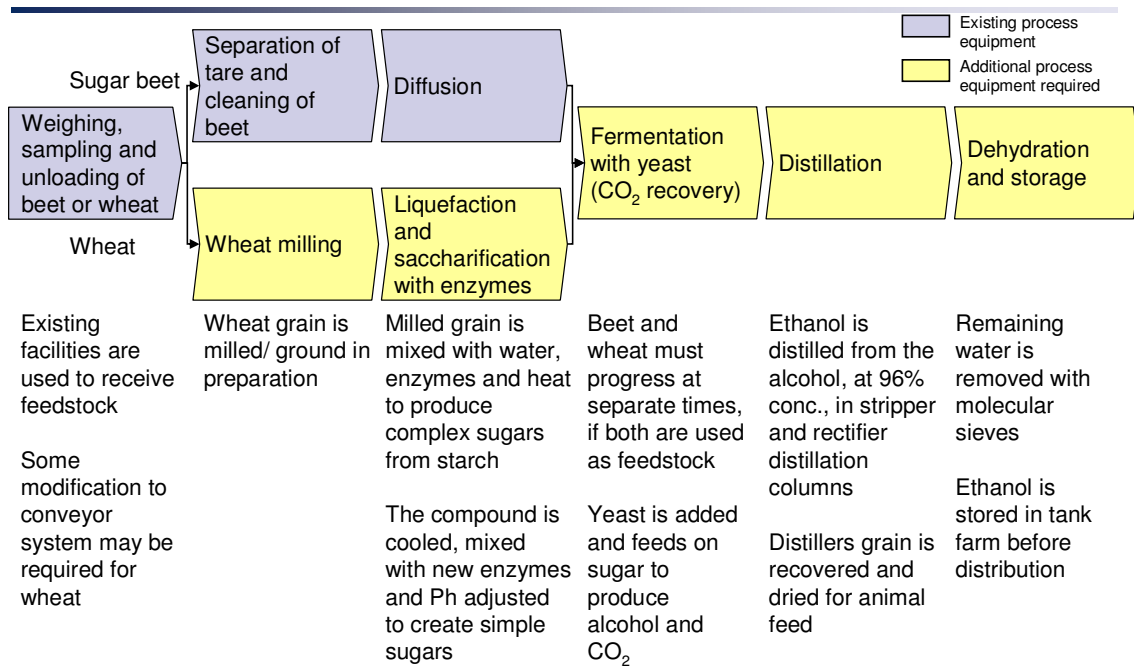 Existing process
equipment
Additional process
equipment required
Sugar beet
Wheat
Weighing,
sampling and
unloading of
beet or wheat
Separation of
tare and
cleaning of
beet
Diffusion
Wheat milling
Liquefaction
and
saccharification
with enzymes
Fermentation
with yeast
(CO₂ recovery)
Distillation
Dehydration
and storage
Existing
facilities are
used to receive
feedstock
Some
modification to
conveyor
system may be
required for
wheat
Wheat grain is
milled/ ground in
preparation
Milled grain is
mixed with water,
enzymes and heat
to produce
complex sugars
from starch
The compound is
cooled, mixed
with new enzymes
and Ph adjusted
to create simple
sugars
Beet and
wheat must
progress at
separate times,
if both are used
as feedstock
Yeast is added
and feeds on
sugar to
produce
alcohol and
CO₂
Ethanol is
distilled from the
alcohol, at 96%
conc., in stripper
and rectifier
distillation
columns
Distillers grain is
recovered and
dried for animal
feed
Remaining
water is
removed with
molecular
sieves
Ethanol is
stored in tank
farm before
distribution